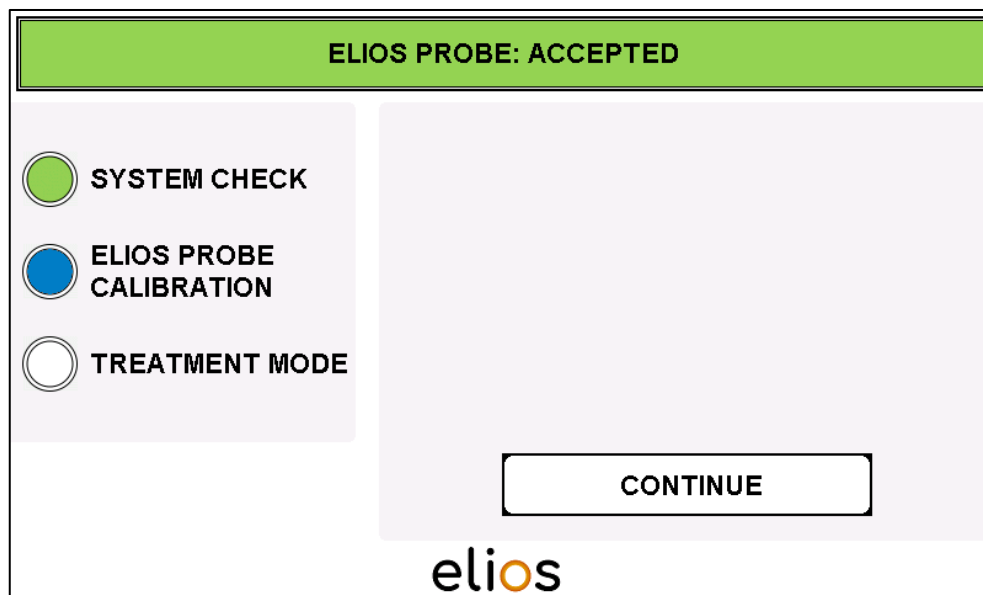 ELIOS PROBE: ACCEPTED
SYSTEM CHECK
ELIOS PROBE
CALIBRATION
TREATMENT MODE
CONTINUE
elios